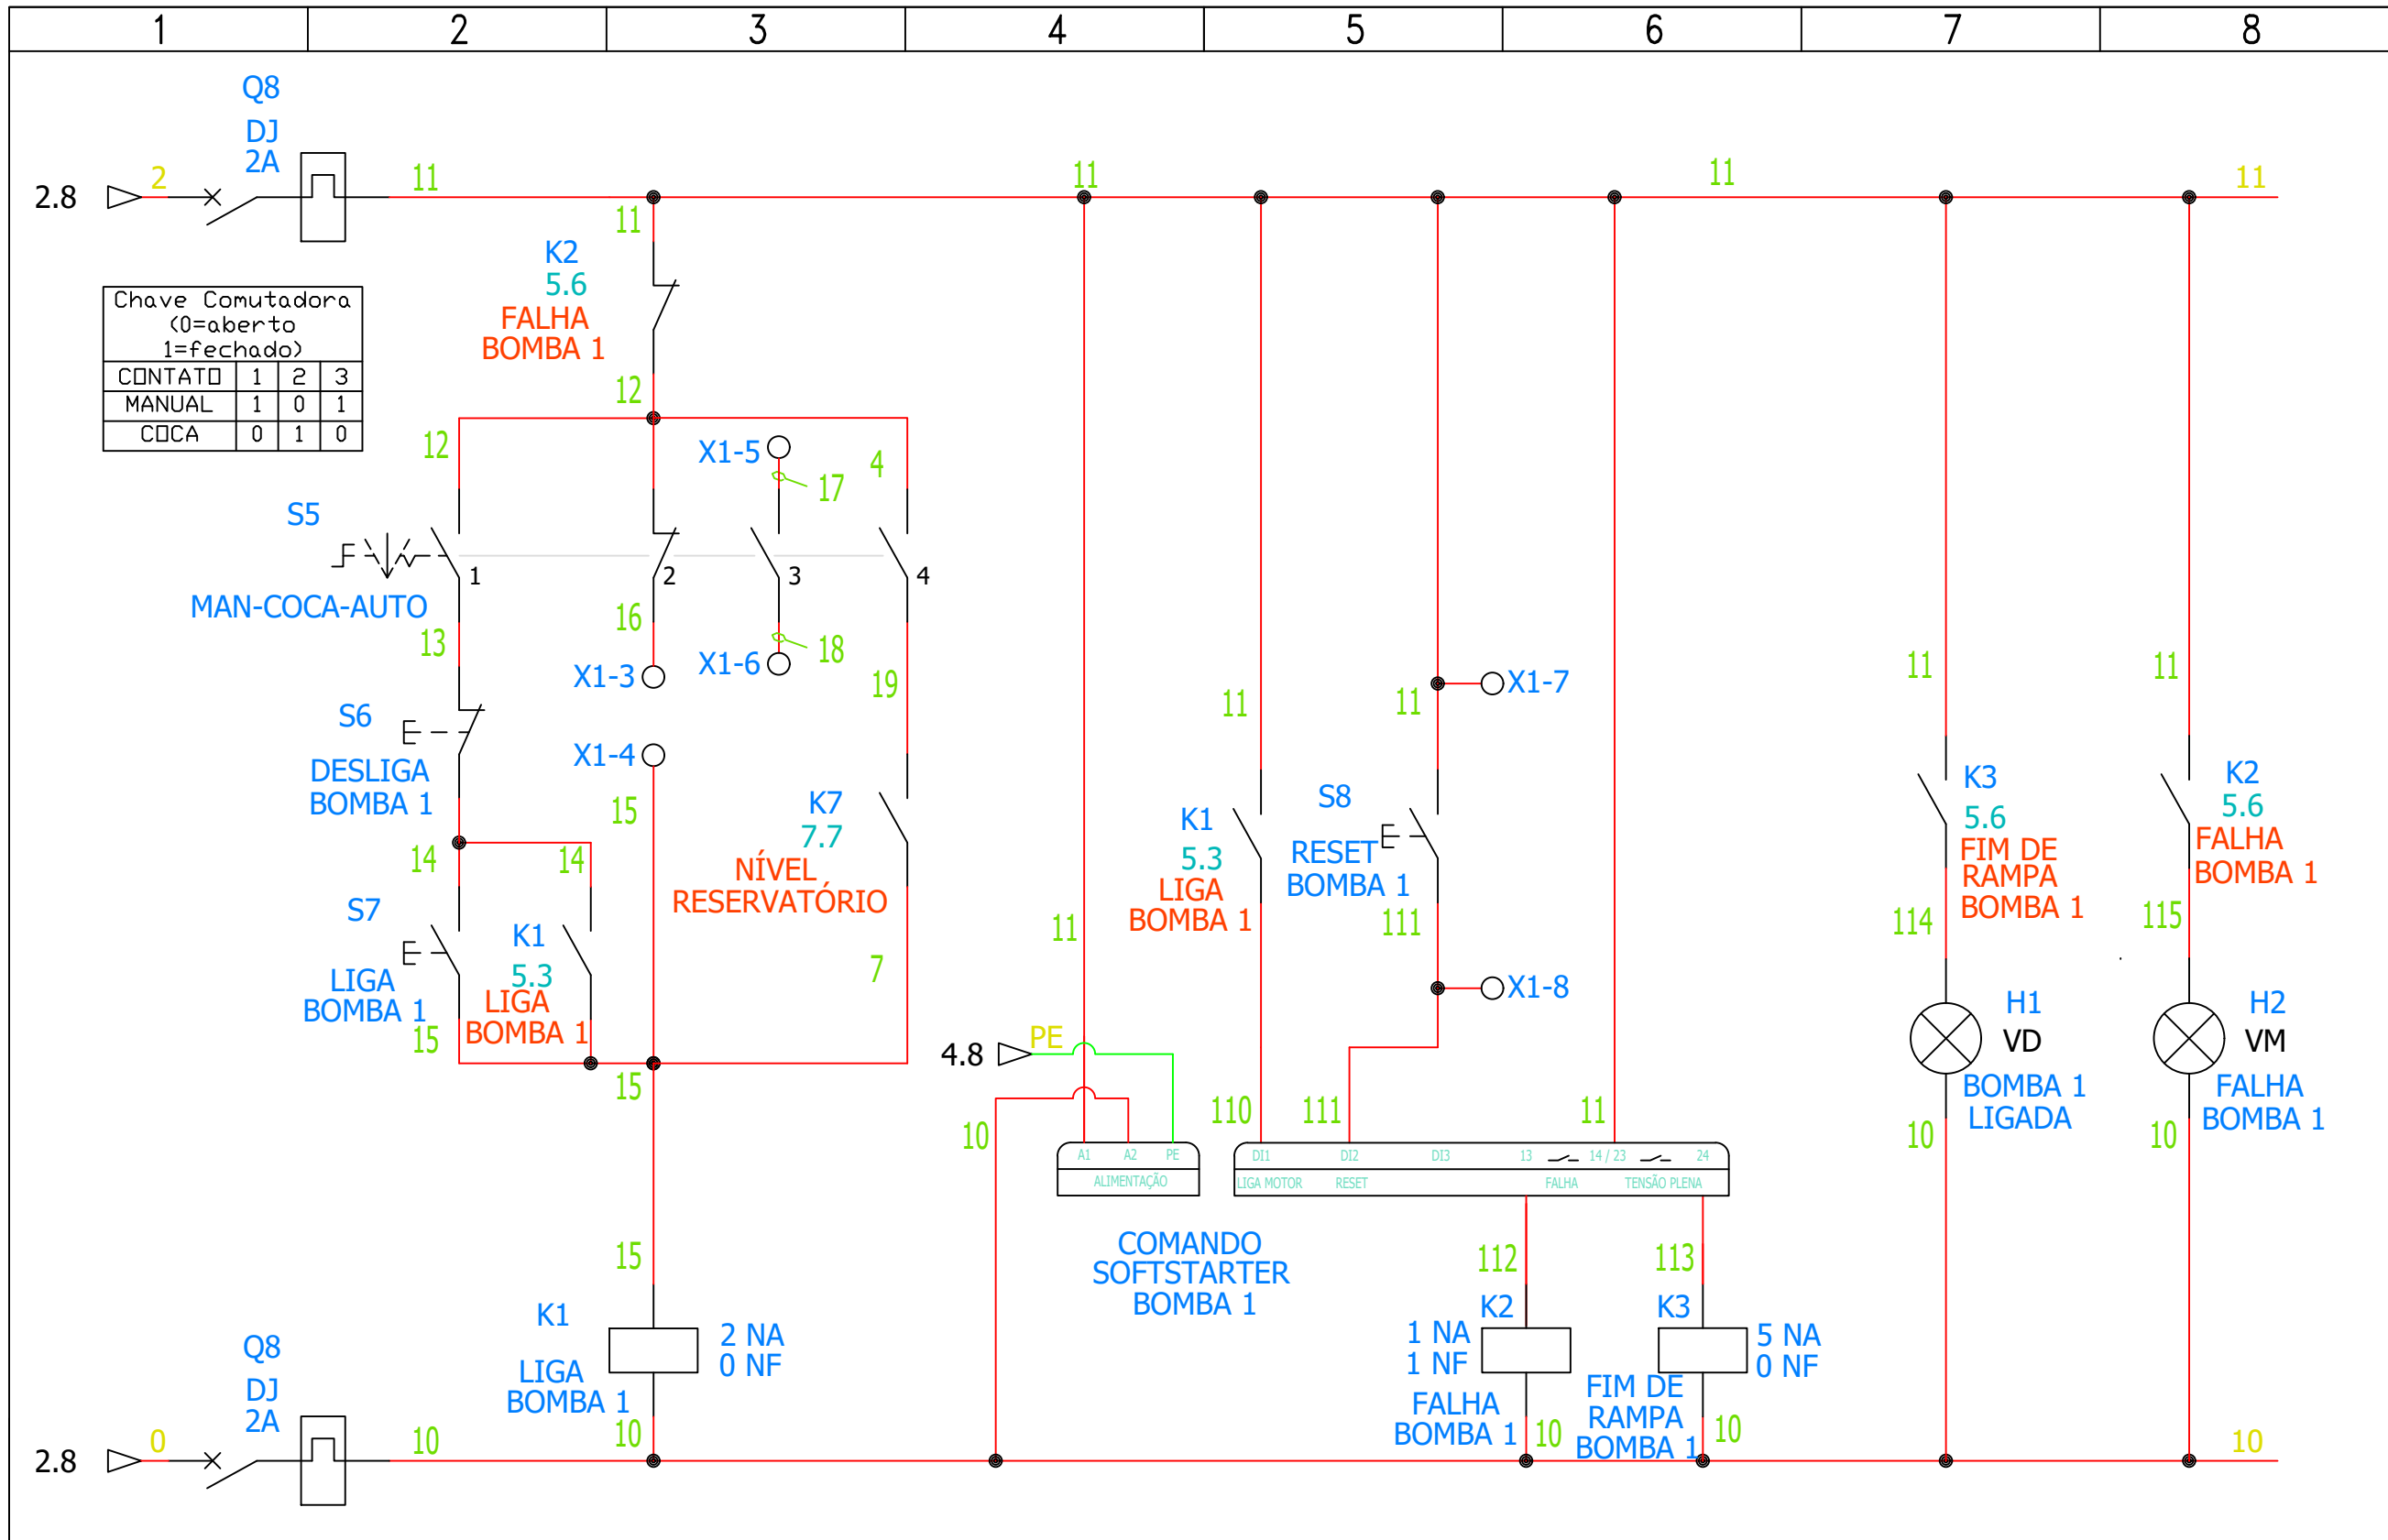 1 2 3 4 5 6 7 8
Q8
DJ
2A
2.8
2
11
11
11
11
11
K2
5.6
FALHA
BOMBA 1
12
Chave Comutadora
(0=aberto
1=fechado)
CONTATO 1 2 3
MANUAL 1 0 1
COCA 0 1 0
12
X1-5
17
4
S5
1
2
3
4
MAN-COCA-AUTO
13
16
X1-3
X1-6
18
19
S6
DESLIGA
BOMBA 1
X1-4
15
K7
7.7
NÍVEL
RESERVATÓRIO
7
14
14
S7
LIGA
BOMBA 1
15
K1
5.3
LIGA
BOMBA 1
15
11
11
K1
5.3
LIGA
BOMBA 1
11
X1-7
S8
RESET
BOMBA 1
111
X1-8
4.8
PE
10
110
111
11
A1 A2 PE
ALIMENTAÇÃO
DI1 DI2 DI3 13 14 / 23 24
LIGA MOTOR RESET FALHA TENSÃO PLENA
COMANDO
SOFTSTARTER
BOMBA 1
11
K3
5.6
FIM DE
RAMPA
BOMBA 1
114
H1
VD
BOMBA 1
LIGADA
10
11
K2
5.6
FALHA
BOMBA 1
115
H2
VM
FALHA
BOMBA 1
10
15
K1
LIGA
BOMBA 1
2 NA
0 NF
10
112
K2
1 NA
1 NF
FALHA
BOMBA 1
10
113
K3
5 NA
0 NF
FIM DE
RAMPA
BOMBA 1
10
Q8
DJ
2A
2.8
0
10
10